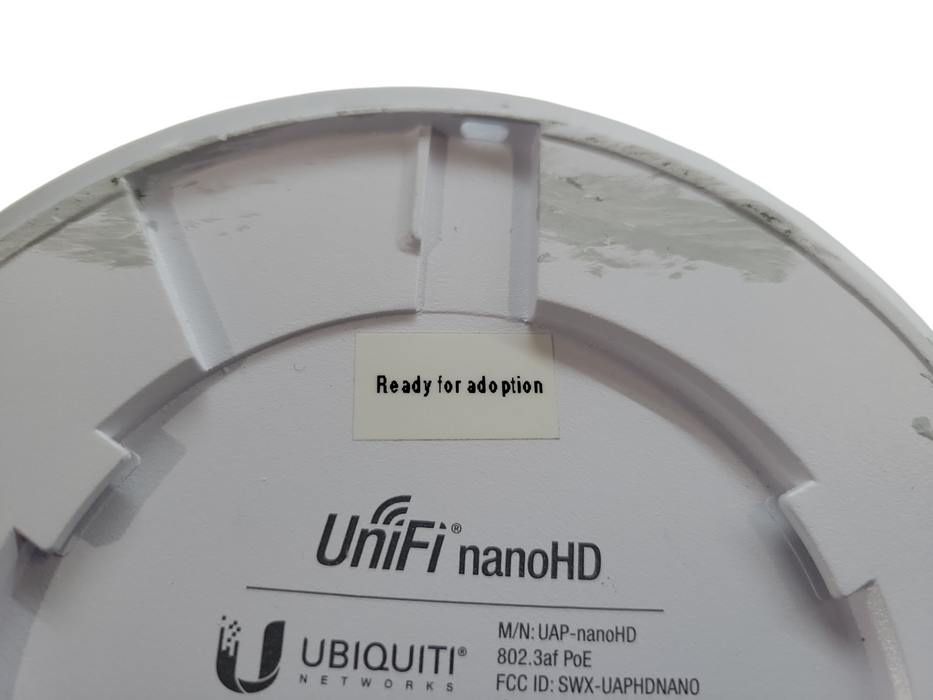 Ready for adoption
UniFi® nanoHD
UBIQUITI®
NETWORKS
M/N: UAP-nanoHD
802.3af PoE
FCC ID: SWX-UAPHDNANO